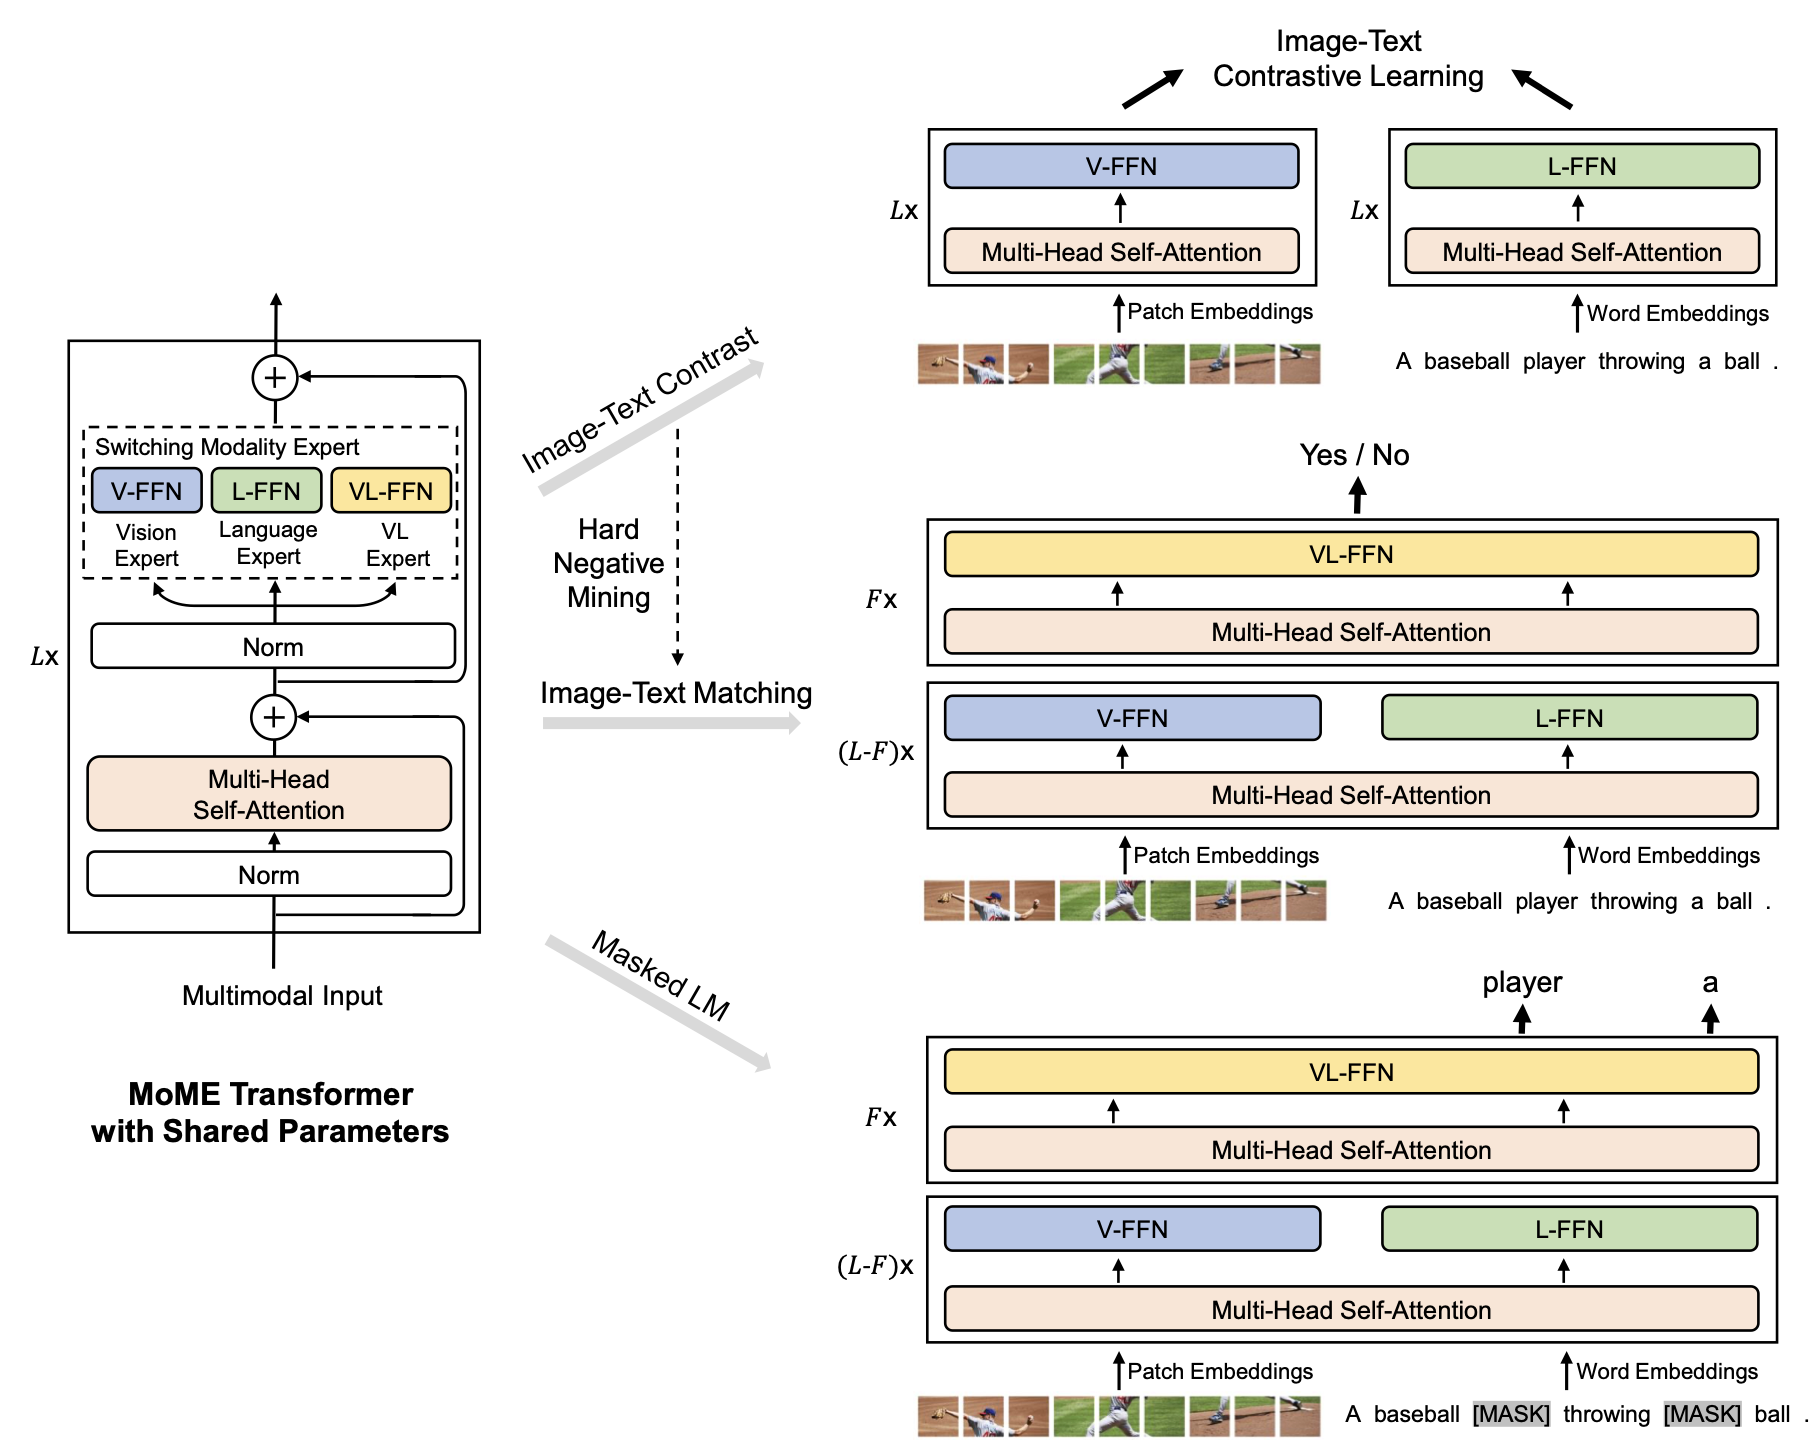 Image-Text
Contrastive Learning
V-FFN
L-FFN
Lx
Lx
Multi-Head Self-Attention
Multi-Head Self-Attention
Patch Embeddings
Word Embeddings
A baseball player throwing a ball .
Switching Modality Expert
V-FFN
L-FFN
VL-FFN
Vision
Expert
Language
Expert
VL
Expert
Norm
Lx
Multi-Head
Self-Attention
Norm
Multimodal Input
MoME Transformer
with Shared Parameters
Image-Text Contrast
Hard
Negative
Mining
Image-Text Matching
Masked LM
Yes / No
VL-FFN
Fx
Multi-Head Self-Attention
V-FFN
L-FFN
(L-F)x
Multi-Head Self-Attention
Patch Embeddings
Word Embeddings
A baseball player throwing a ball .
player
a
VL-FFN
Fx
Multi-Head Self-Attention
V-FFN
L-FFN
(L-F)x
Multi-Head Self-Attention
Patch Embeddings
Word Embeddings
A baseball [MASK] throwing [MASK] ball .